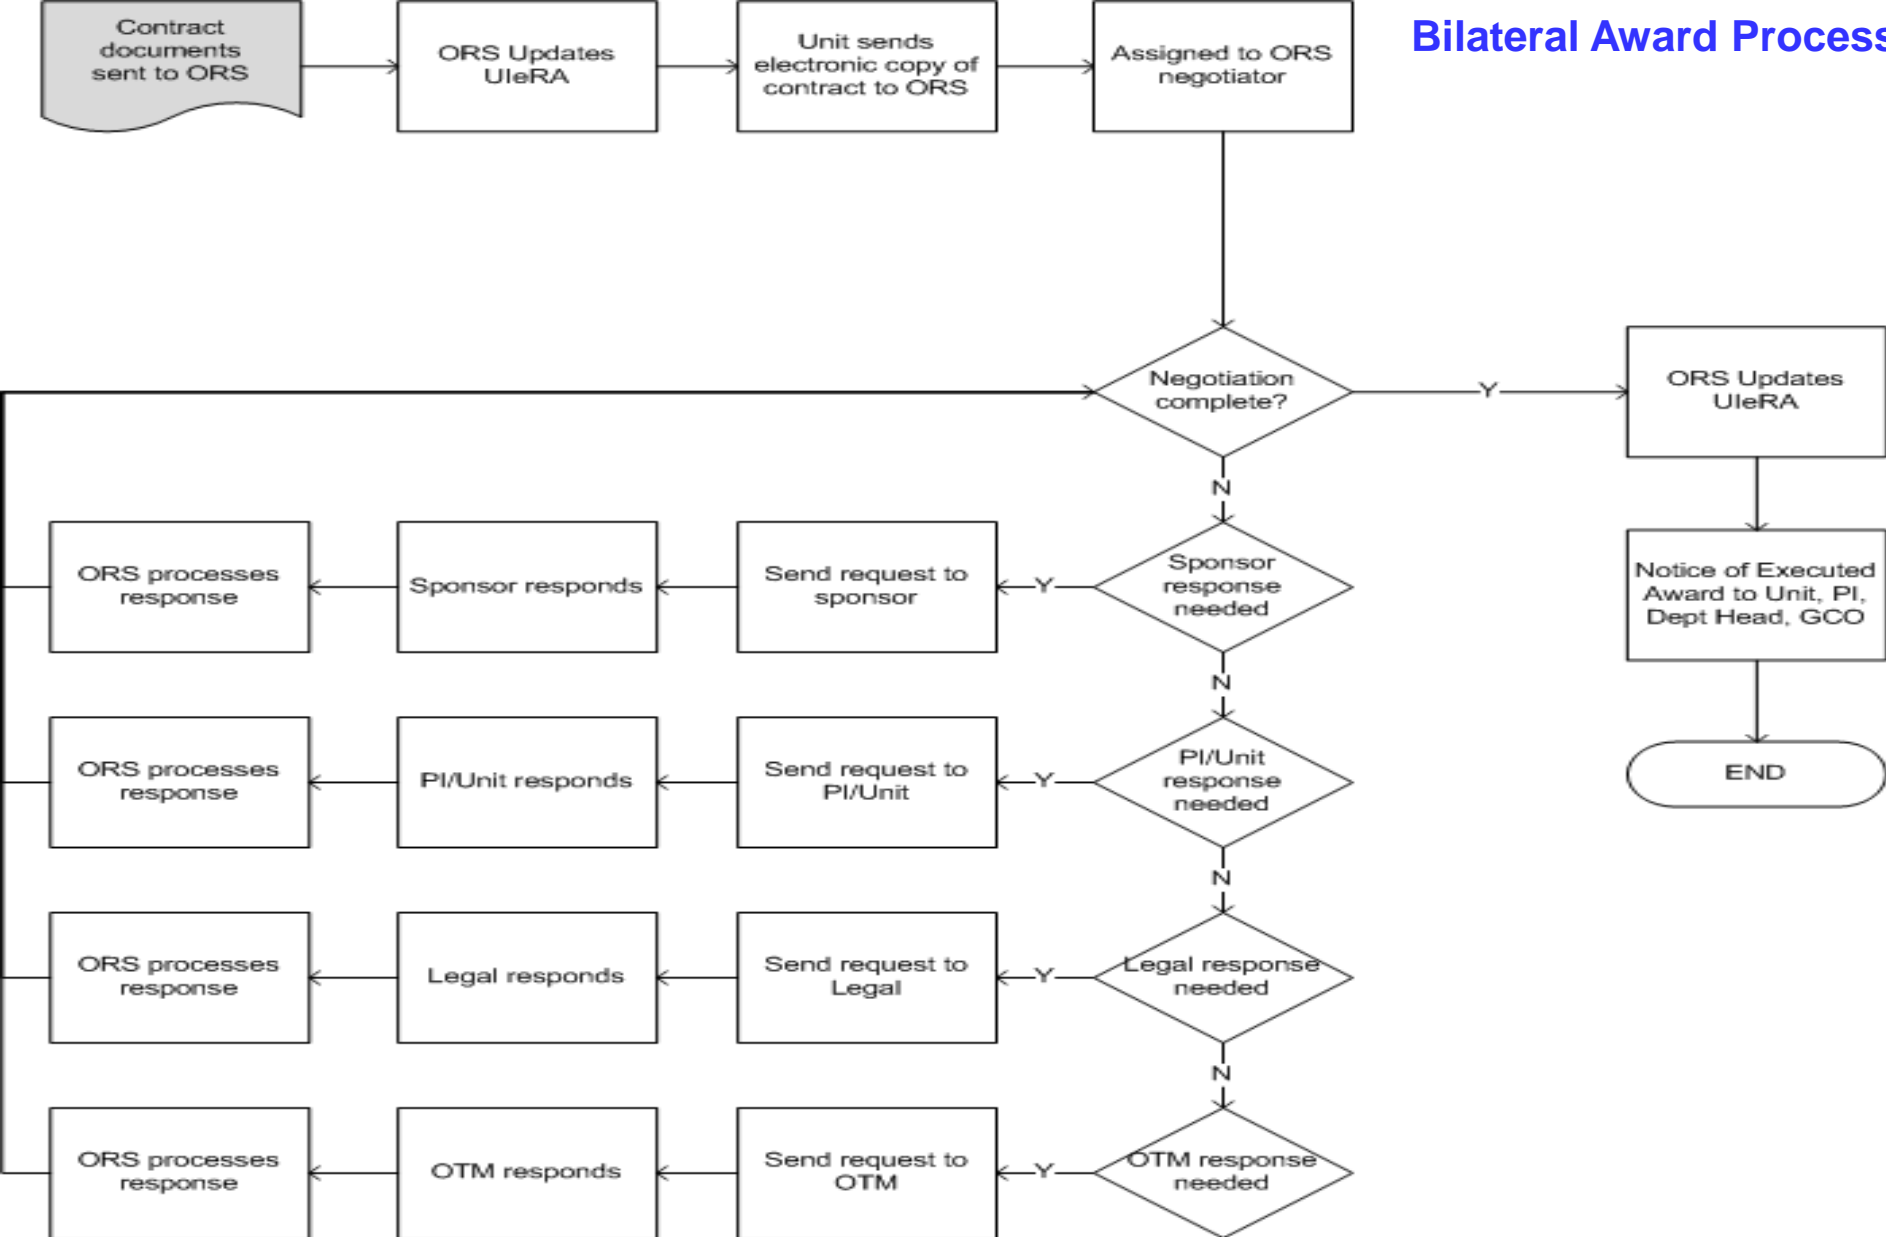 Contract
documents
sent to ORS
ORS Updates
UIeRA
Unit sends
electronic copy of
contract to ORS
Assigned to ORS
negotiator
Bilateral Award Process
Negotiation
complete?
Y
ORS Updates
UIeRA
N
ORS processes
response
Sponsor responds
Send request to
sponsor
Y
Sponsor
response
needed
Notice of Executed
Award to Unit, PI,
Dept Head, GCO
N
ORS processes
response
PI/Unit responds
Send request to
PI/Unit
Y
PI/Unit
response
needed
END
N
ORS processes
response
Legal responds
Send request to
Legal
Y
Legal response
needed
N
ORS processes
response
OTM responds
Send request to
OTM
Y
OTM response
needed